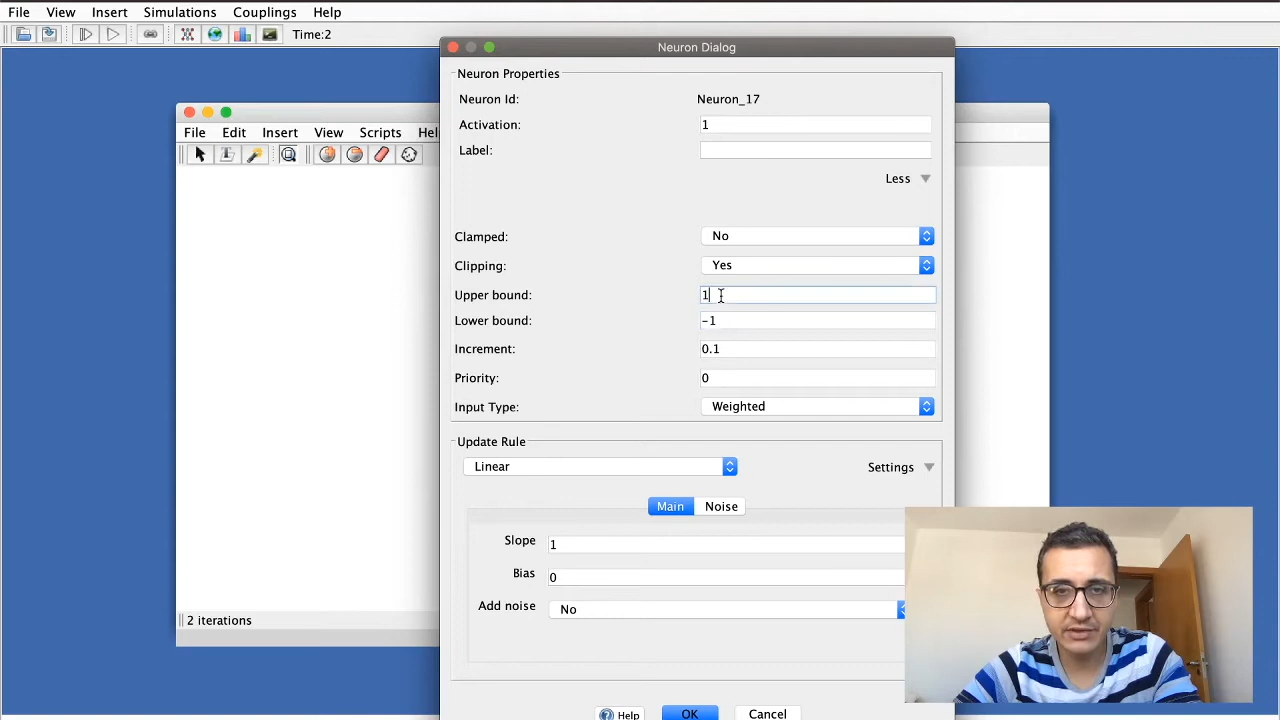 File View Insert Simulations Couplings Help
Time:2
Neuron Dialog
File Edit Insert View Scripts
Neuron Properties
Neuron Id: Neuron_17
Activation: 1
Label:
Less
Clamped: No
Clipping: Yes
Upper bound: 1
Lower bound: -1
Increment: 0.1
Priority: 0
Input Type: Weighted
Update Rule
Linear Settings
Main Noise
Slope 1
Bias 0
Add noise No
2 iterations
Help OK Cancel